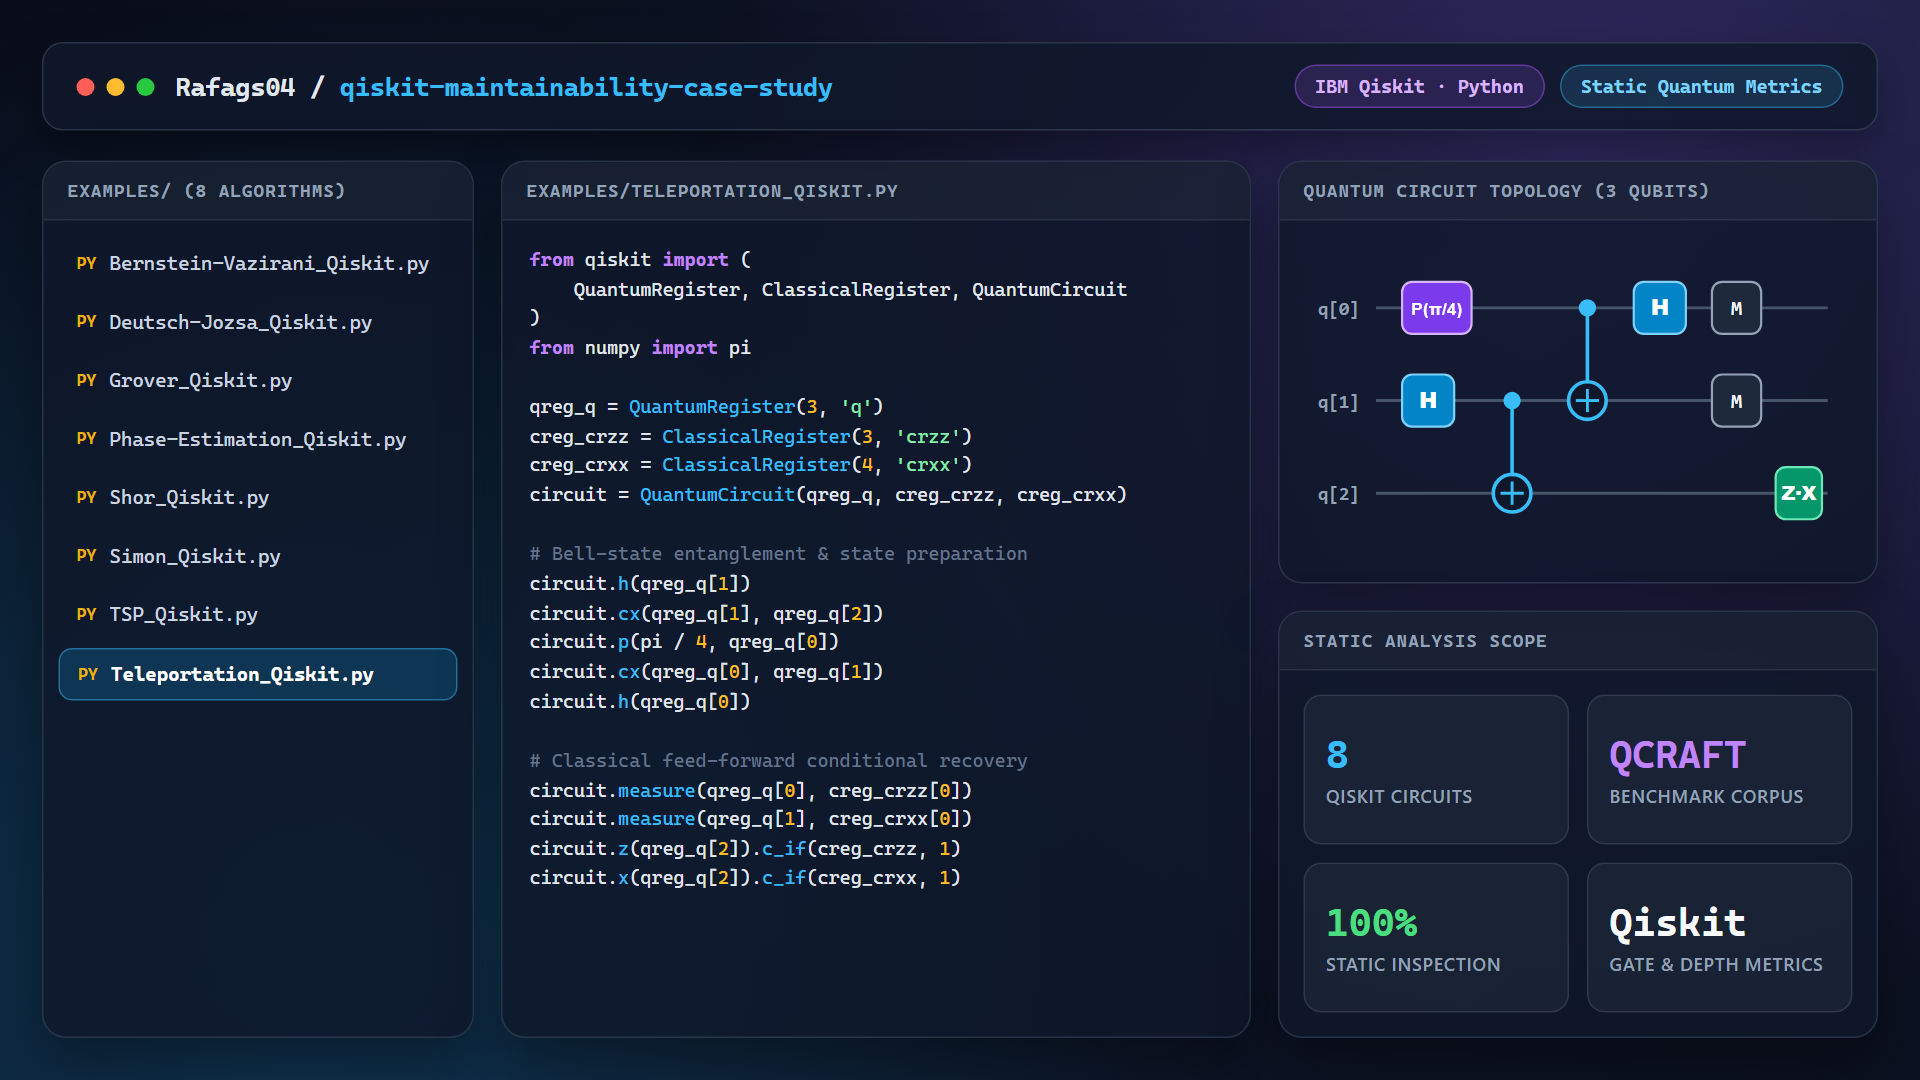 Rafags04 / qiskit-maintainability-case-study
IBM Qiskit · Python
Static Quantum Metrics
EXAMPLES/ (8 ALGORITHMS)
PY Bernstein-Vazirani_Qiskit.py
PY Deutsch-Jozsa_Qiskit.py
PY Grover_Qiskit.py
PY Phase-Estimation_Qiskit.py
PY Shor_Qiskit.py
PY Simon_Qiskit.py
PY TSP_Qiskit.py
PY Teleportation_Qiskit.py
EXAMPLES/TELEPORTATION_QISKIT.PY
from qiskit import (
    QuantumRegister, ClassicalRegister, QuantumCircuit
)
from numpy import pi
qreg_q = QuantumRegister(3, 'q')
creg_crzz = ClassicalRegister(3, 'crzz')
creg_crxx = ClassicalRegister(4, 'crxx')
circuit = QuantumCircuit(qreg_q, creg_crzz, creg_crxx)
# Bell-state entanglement & state preparation
circuit.h(qreg_q[1])
circuit.cx(qreg_q[1], qreg_q[2])
circuit.p(pi / 4, qreg_q[0])
circuit.cx(qreg_q[0], qreg_q[1])
circuit.h(qreg_q[0])
# Classical feed-forward conditional recovery
circuit.measure(qreg_q[0], creg_crzz[0])
circuit.measure(qreg_q[1], creg_crxx[0])
circuit.z(qreg_q[2]).c_if(creg_crzz, 1)
circuit.x(qreg_q[2]).c_if(creg_crxx, 1)
QUANTUM CIRCUIT TOPOLOGY (3 QUBITS)
q[0] P(π/4) H M
q[1] H M
q[2] Z·X
STATIC ANALYSIS SCOPE
8
QISKIT CIRCUITS
QCRAFT
BENCHMARK CORPUS
100%
STATIC INSPECTION
Qiskit
GATE & DEPTH METRICS